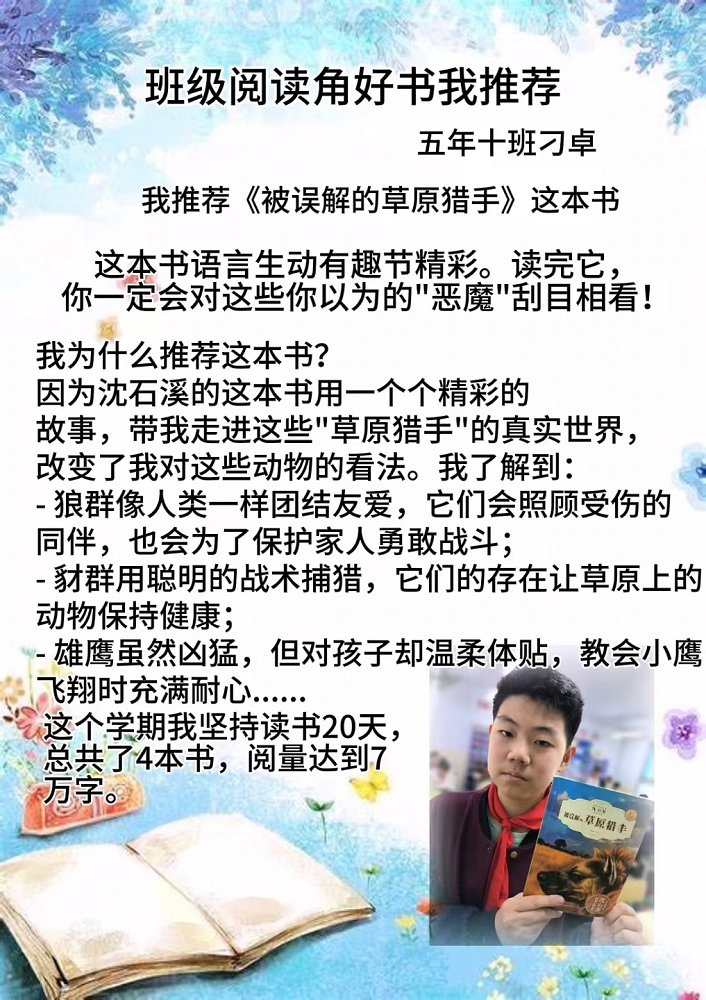 班级阅读角好书我推荐
五年十班刁卓
我推荐《被误解的草原猎手》这本书
这本书语言生动有趣节精彩。读完它，
你一定会对这些你以为的"恶魔"刮目相看！
我为什么推荐这本书？
因为沈石溪的这本书用一个个精彩的
故事，带我走进这些"草原猎手"的真实世界，
改变了我对这些动物的看法。我了解到：
- 狼群像人类一样团结友爱，它们会照顾受伤的
同伴，也会为了保护家人勇敢战斗；
- 豺群用聪明的战术捕猎，它们的存在让草原上的
动物保持健康；
- 雄鹰虽然凶猛，但对孩子却温柔体贴，教会小鹰
飞翔时充满耐心......
这个学期我坚持读书20天，
总共了4本书，阅量达到7
万字。
被误解的草原猎手